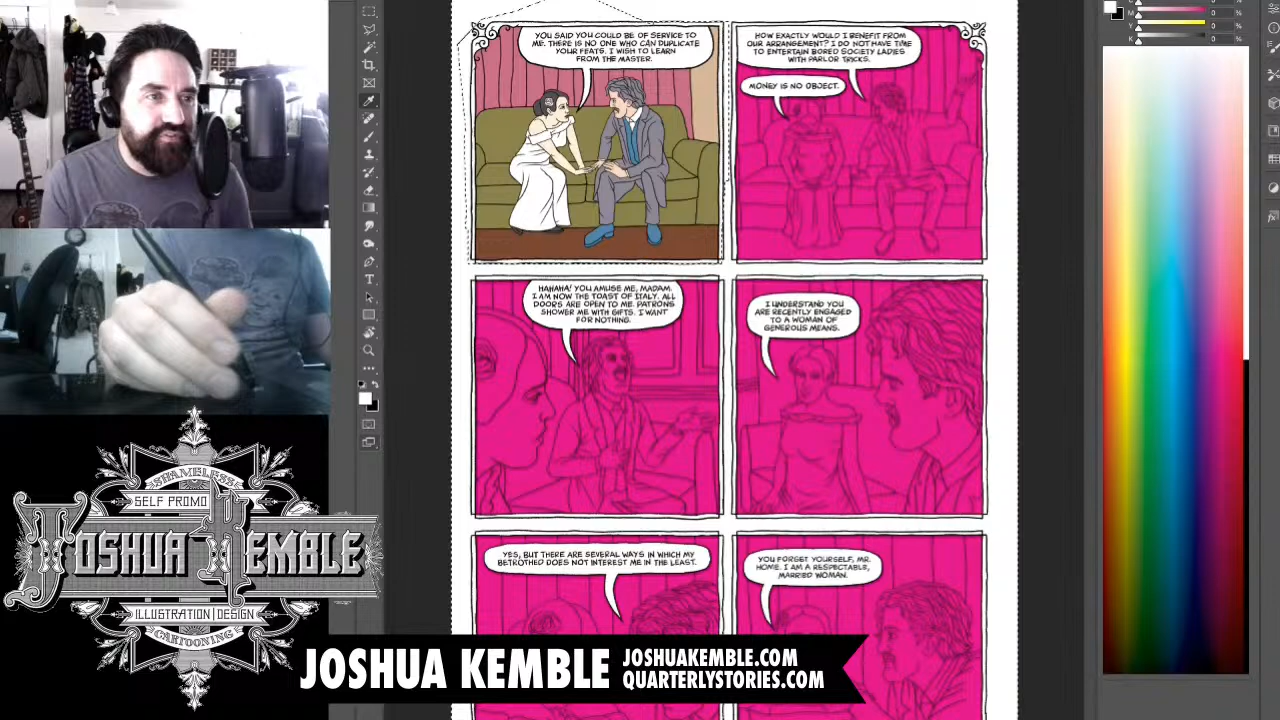 YOU SAID YOU COULD BE OF SERVICE TO
ME. THERE IS NO ONE WHO CAN DUPLICATE
YOUR FEATS. I WISH TO LEARN
FROM THE MASTER.
HOW EXACTLY WOULD I BENEFIT FROM
OUR ARRANGEMENT? I DO NOT HAVE TIME
TO ENTERTAIN BORED SOCIETY LADIES
WITH PARLOR TRICKS.
MONEY IS NO OBJECT.
HAHAHA! YOU AMUSE ME, MADAM.
I AM NOW THE TOAST OF ITALY. ALL
DOORS ARE OPEN TO ME. PATRONS
SHOWER ME WITH GIFTS. I WANT
FOR NOTHING.
I UNDERSTAND YOU
ARE RECENTLY ENGAGED
TO A WOMAN OF
GENEROUS MEANS.
YES, BUT THERE ARE SEVERAL WAYS IN WHICH MY
BETROTHED DOES NOT INTEREST ME IN THE LEAST.
YOU FORGET YOURSELF, MR.
HOME. I AM A RESPECTABLE,
MARRIED WOMAN.
M 0 %
Y 0 %
K 0 %
SHAMELESS
SELF PROMO
JOSHUA KEMBLE
ILLUSTRATION | DESIGN
CARTOONING
JOSHUA KEMBLE
JOSHUAKEMBLE.COM
QUARTERLYSTORIES.COM